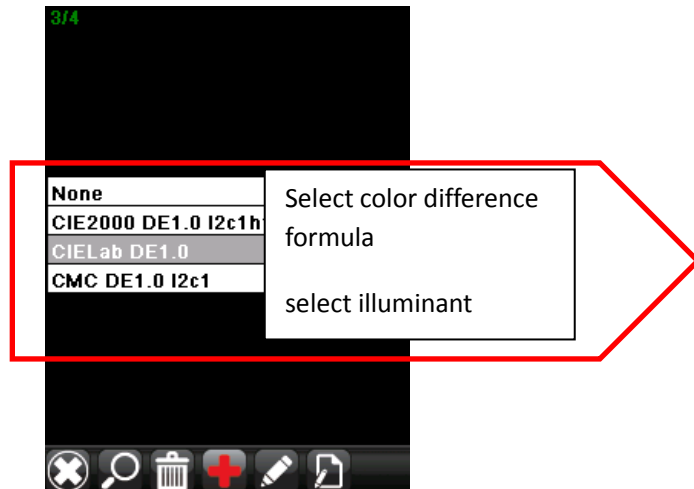 3/4
None
CIE2000 DE1.0 l2c1h
CIELab DE1.0
CMC DE1.0 l2c1
Select color difference
formula
select illuminant